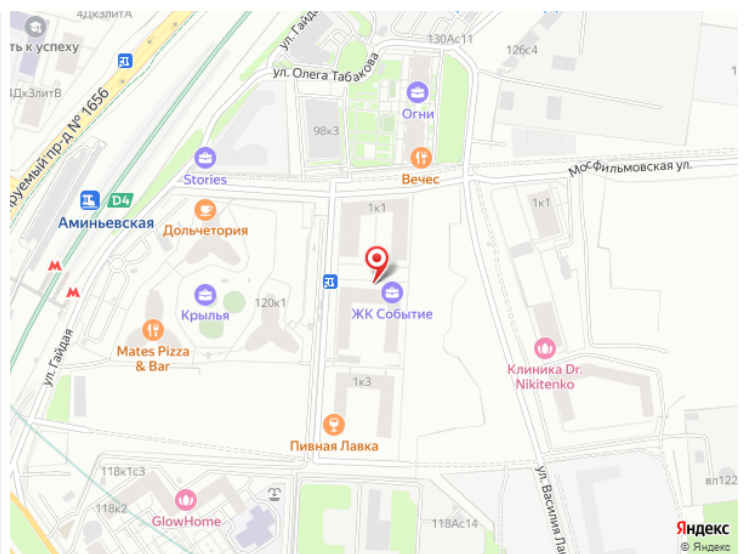 4Дк3литА
ть к успеху
4Дк3литВ
руемый пр-д № 1656
ул. Гайдая
ул. Олега Табакова
130Ас11
126с4
Огни
98к3
Stories
Вечес
Мосфильмовская ул.
D4
Аминьевская
Дольчетория
1к1
1к1
Крылья
120к1
ЖК Событие
Mates Pizza
& Bar
ул. Гайдая
Клиника Dr.
Nikitenko
1к3
Пивная Лавка
118к1с3
118к2
GlowHome
118Ас14
ул. Василия Ла
вл122
Яндекс
© Яндекс